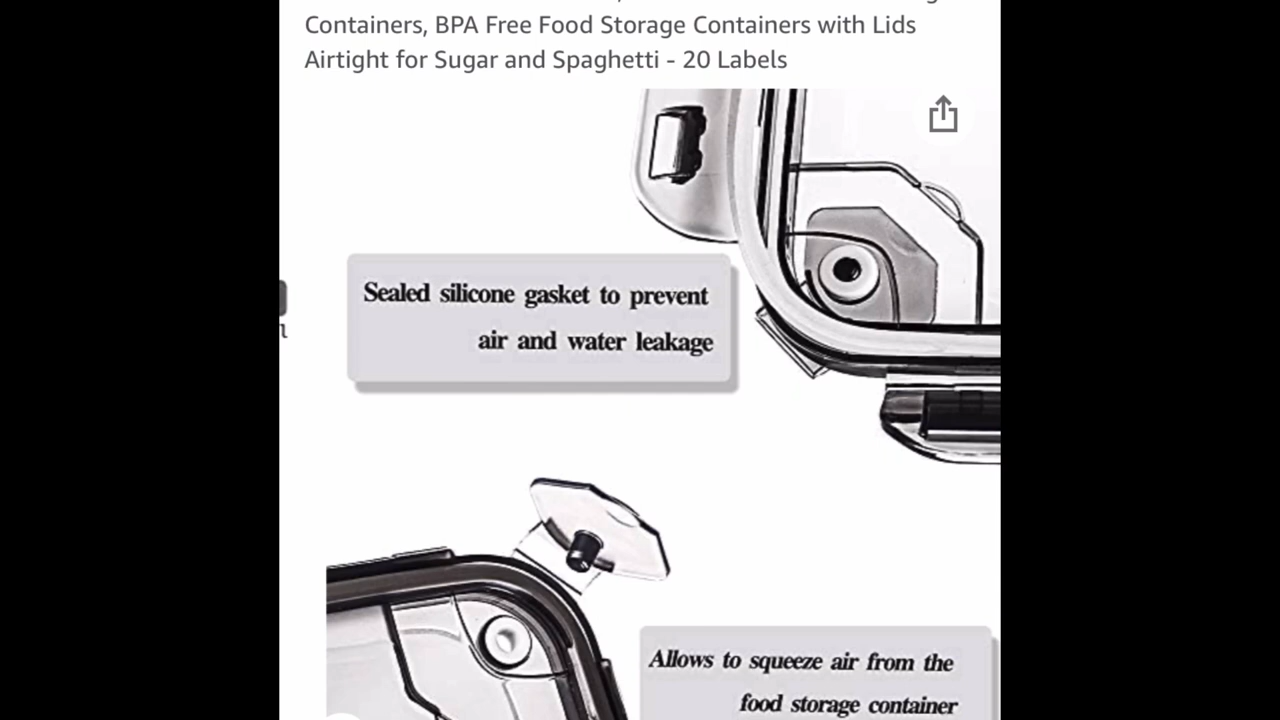 Containers, BPA Free Food Storage Containers with Lids
Airtight for Sugar and Spaghetti - 20 Labels
Sealed silicone gasket to prevent
air and water leakage
Allows to squeeze air from the
food storage container